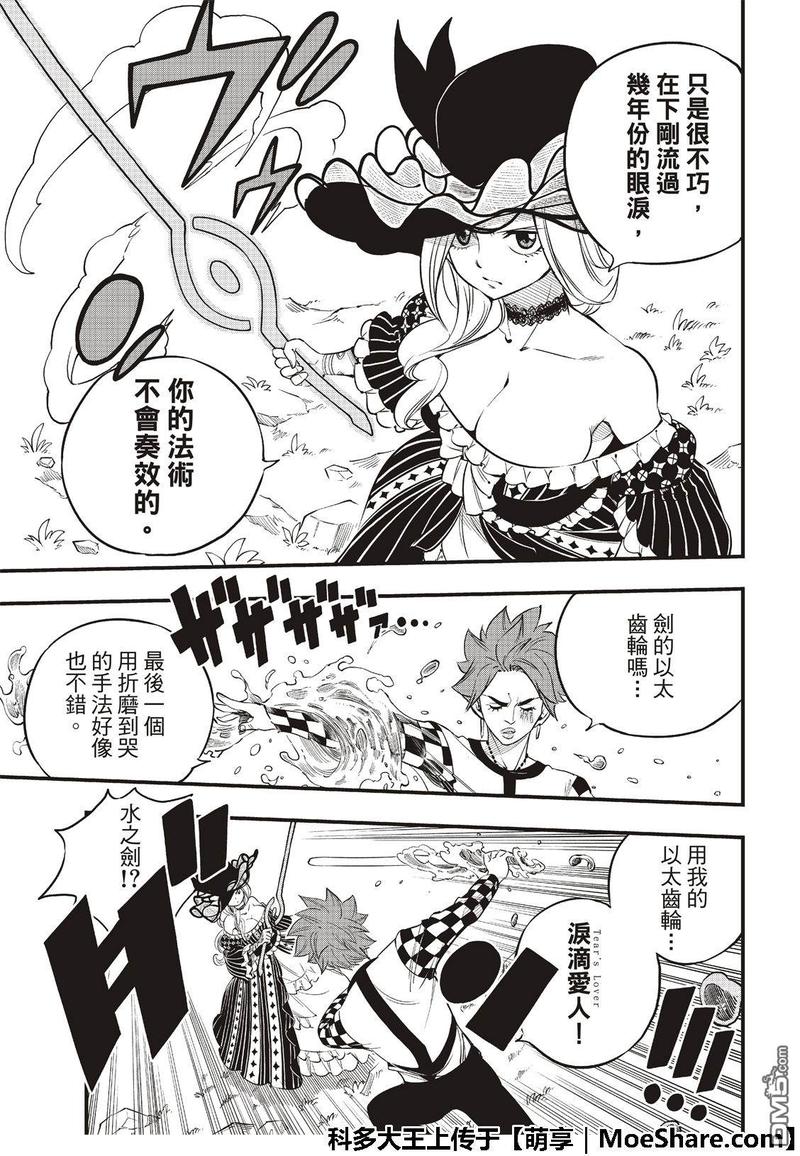 只是很不巧，
在下剛流過
幾年份的眼淚，
你的法術
不會奏效的。
ヴン
ヴン
劍的以太
齒輪嗎…
ザザザザァ…
最後一個
用折磨到哭
的手法好像
也不錯。
用我的
以太齒輪…
淚滴愛人！
Tear's Lover
水之劍!?
科多大王上传于【萌享】|MoeShare.com】
DM5.com